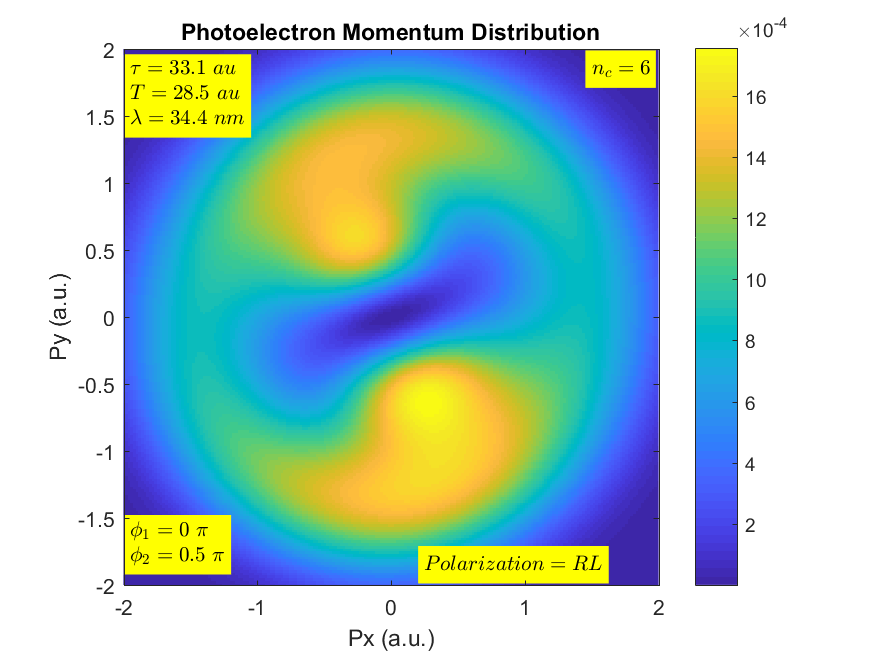 Photoelectron Momentum Distribution
×10⁻⁴
τ = 33.1 au
T = 28.5 au
λ = 34.4 nm
n_c = 6
2
1.5
1
0.5
0
-0.5
-1
-1.5
-2
Py (a.u.)
16
14
12
10
8
6
4
2
ϕ₁ = 0 π
ϕ₂ = 0.5 π
Polarization = RL
-2
-1
0
1
2
Px (a.u.)